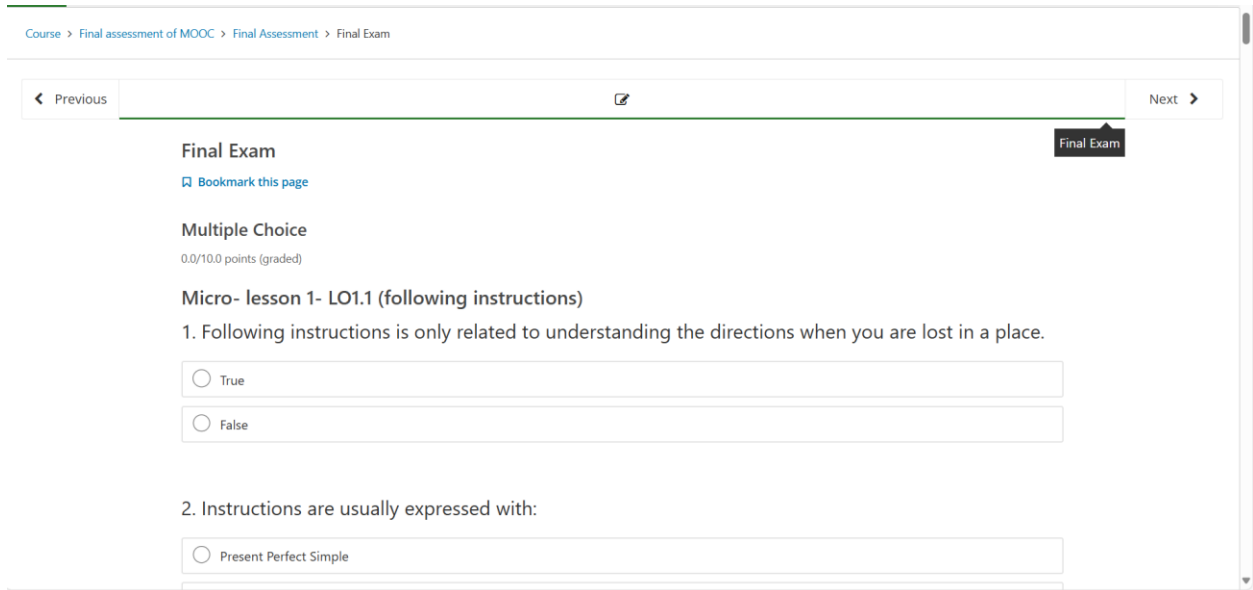 Course > Final assessment of MOOC > Final Assessment > Final Exam
Previous
Next
Final Exam
Final Exam
Bookmark this page
Multiple Choice
0.0/10.0 points (graded)
Micro- lesson 1- LO1.1 (following instructions)
1. Following instructions is only related to understanding the directions when you are lost in a place.
True
False
2. Instructions are usually expressed with:
Present Perfect Simple